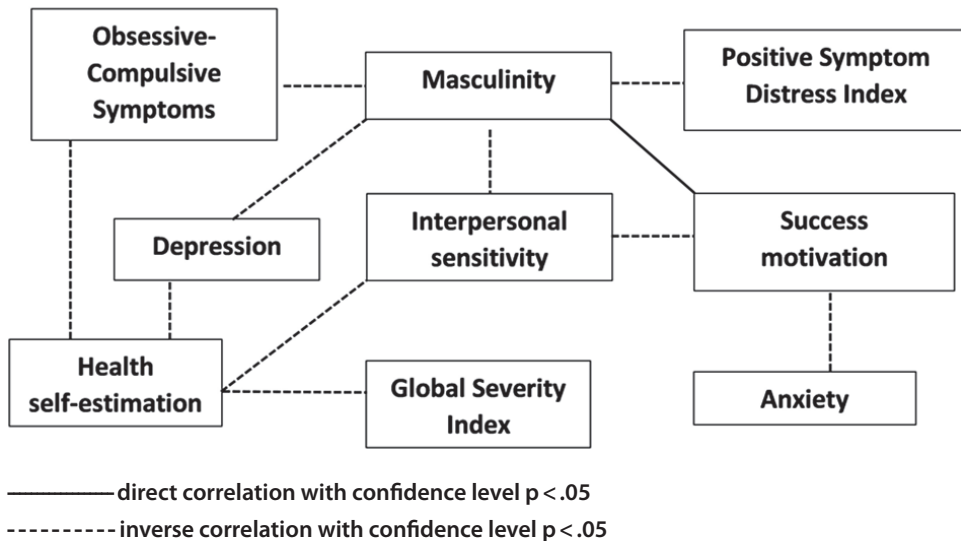 Obsessive-
Compulsive
Symptoms
Masculinity
Positive Symptom
Distress Index
Depression
Interpersonal
sensitivity
Success
motivation
Health
self-estimation
Global Severity
Index
Anxiety
direct correlation with confidence level p < .05
inverse correlation with confidence level p < .05